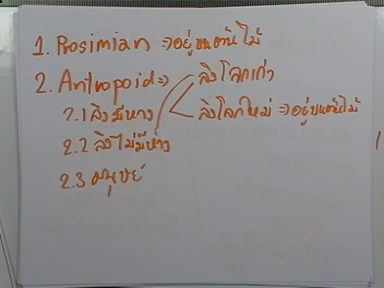 1. Prosimian ⇒ อยู่บนต้นไม้
2. Antropoid ⇒ ลิงโลกเก่า
2.1 ลิงมีหาง
ลิงโลกใหม่ ⇒ อยู่บนต้นไม้
2.2 ลิงไม่มีหาง
2.3 มนุษย์